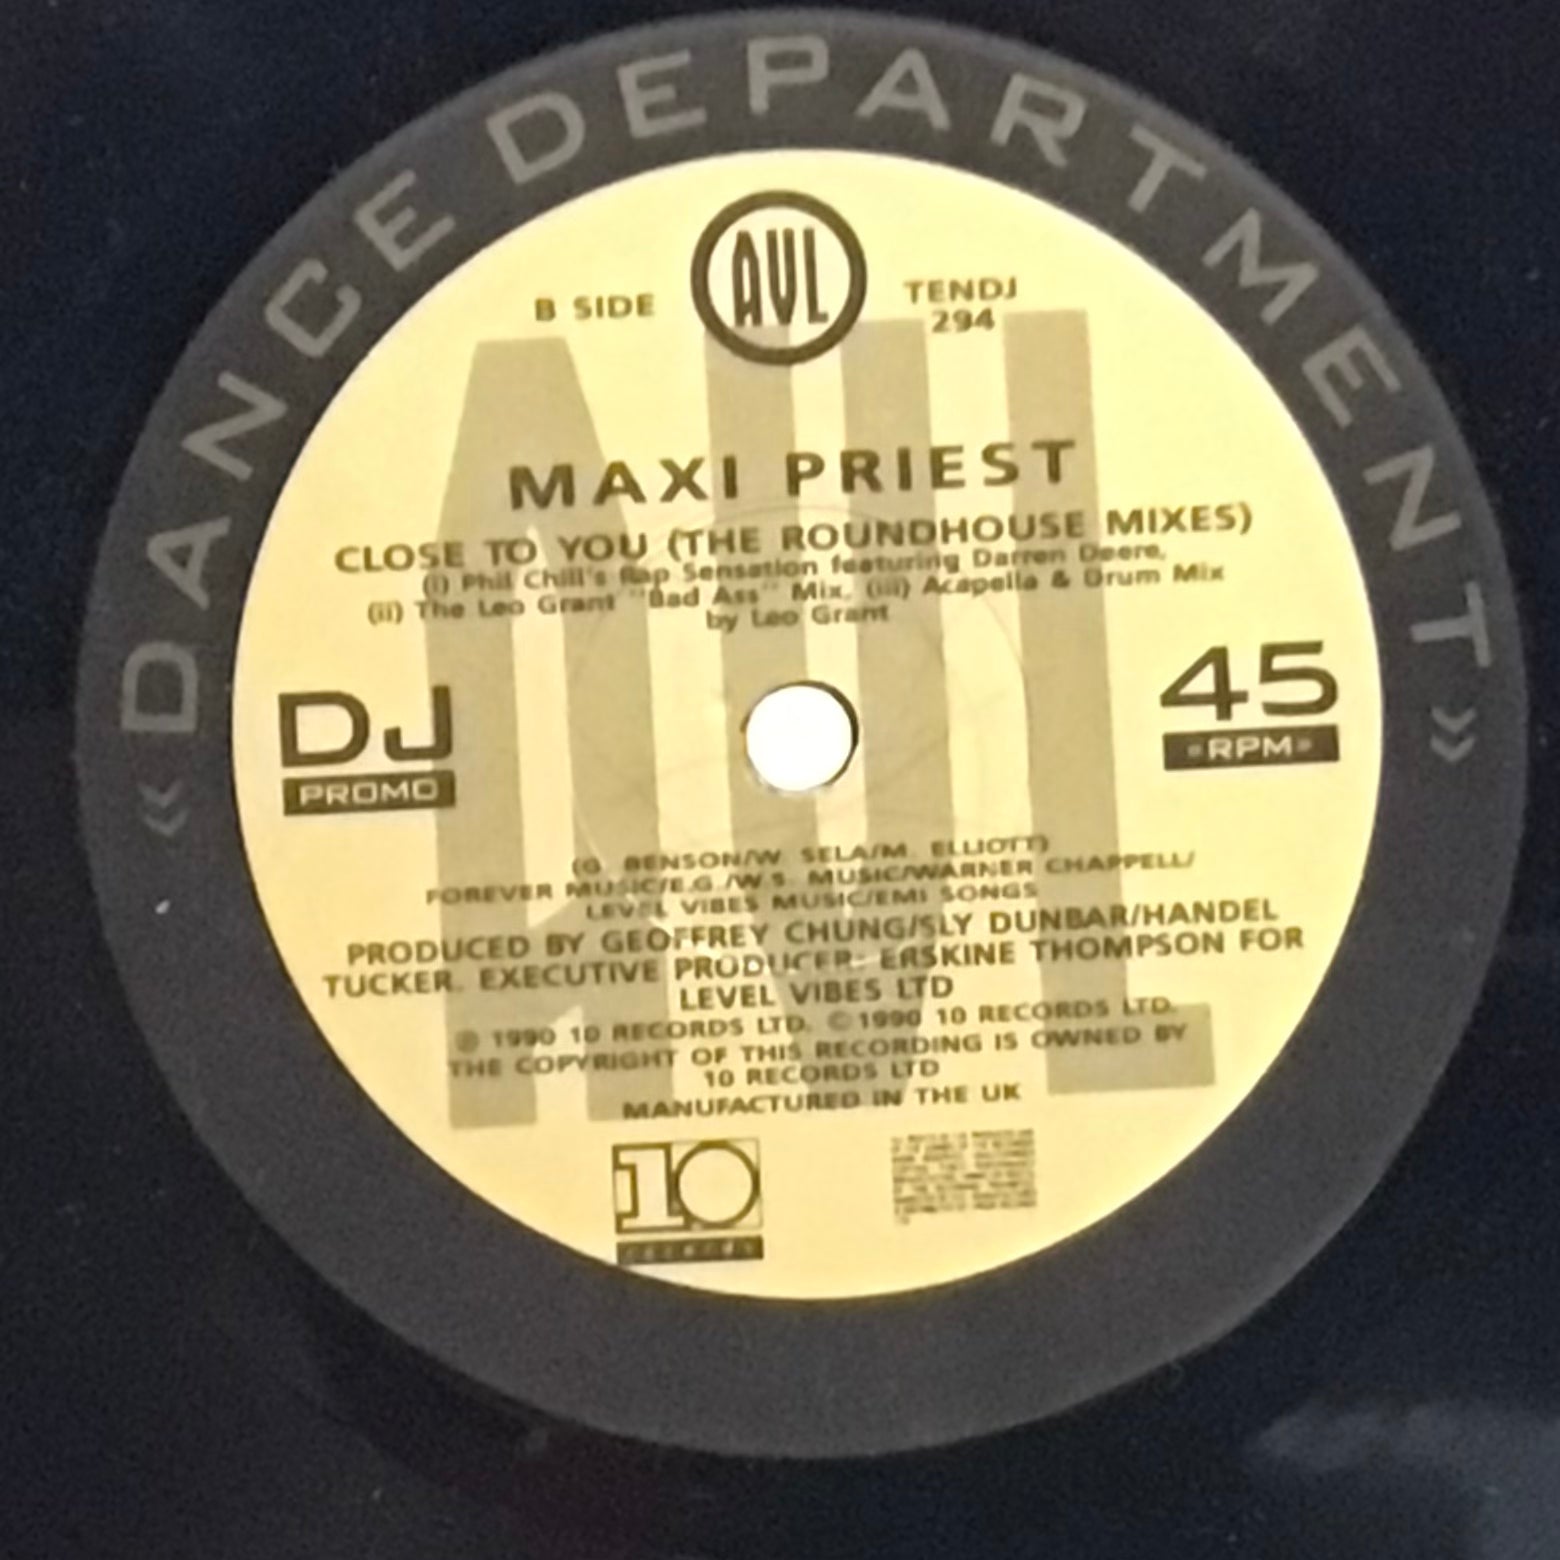 « DANCE DEPARTMENT »
AVL
B SIDE
TENDJ
294
MAXI PRIEST
CLOSE TO YOU (THE ROUNDHOUSE MIXES)
(i) Phil Chill's Rap Sensation featuring Darren Deere,
(ii) The Leo Grant "Bad Ass" Mix, (iii) Acapella & Drum Mix
by Leo Grant
DJ
PROMO
45
RPM
(G. BENSON/W. SELA/M. ELLIOTT)
FOREVER MUSIC/E.G./W.S. MUSIC/WARNER CHAPPELL/
LEVEL VIBES MUSIC/EMI SONGS
PRODUCED BY GEOFFREY CHUNG/SLY DUNBAR/HANDEL
TUCKER. EXECUTIVE PRODUCER: ERSKINE THOMPSON FOR
LEVEL VIBES LTD
℗ 1990 10 RECORDS LTD. © 1990 10 RECORDS LTD.
THE COPYRIGHT OF THIS RECORDING IS OWNED BY
10 RECORDS LTD
MANUFACTURED IN THE UK
10
records